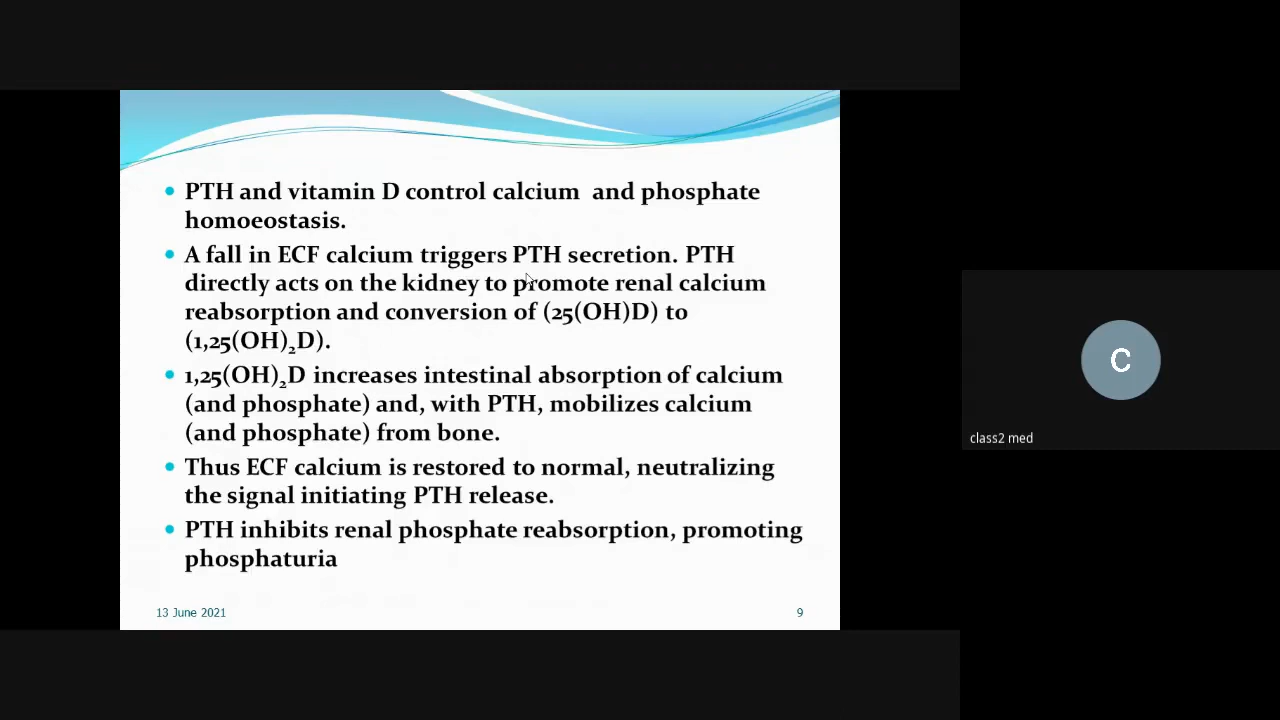 PTH and vitamin D control calcium  and phosphate
homoeostasis.
A fall in ECF calcium triggers PTH secretion. PTH
directly acts on the kidney to promote renal calcium
reabsorption and conversion of (25(OH)D) to
(1,25(OH)₂D).
1,25(OH)₂D increases intestinal absorption of calcium
(and phosphate) and, with PTH, mobilizes calcium
(and phosphate) from bone.
Thus ECF calcium is restored to normal, neutralizing
the signal initiating PTH release.
PTH inhibits renal phosphate reabsorption, promoting
phosphaturia
13 June 2021
9
C
class2 med